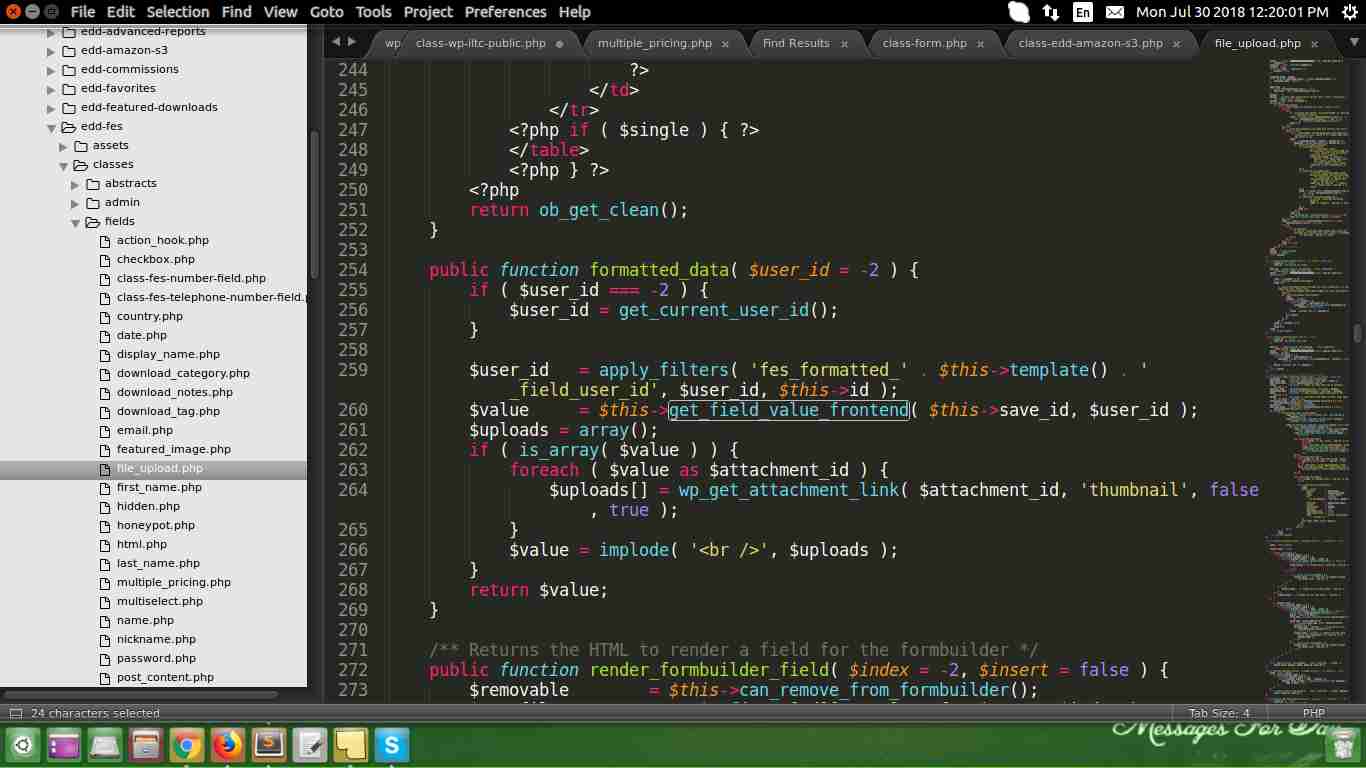 File Edit Selection Find View Goto Tools Project Preferences Help
En Mon Jul 30 2018 12:20:01 PM
edd-advanced-reports
edd-amazon-s3
edd-commissions
edd-favorites
edd-featured-downloads
edd-fes
assets
classes
abstracts
admin
fields
action_hook.php
checkbox.php
class-fes-number-field.php
class-fes-telephone-number-field.p
country.php
date.php
display_name.php
download_category.php
download_notes.php
download_tag.php
email.php
featured_image.php
file_upload.php
first_name.php
hidden.php
honeypot.php
html.php
last_name.php
multiple_pricing.php
multiselect.php
name.php
nickname.php
password.php
post_content.php
wp class-wp-iltc-public.php multiple_pricing.php × Find Results × class-form.php × class-edd-amazon-s3.php × file_upload.php ×
244 ?>
245 </td>
246 </tr>
247 <?php if ( $single ) { ?>
248 </table>
249 <?php } ?>
250 <?php
251 return ob_get_clean();
252 }
253
254 public function formatted_data( $user_id = -2 ) {
255 if ( $user_id === -2 ) {
256 $user_id = get_current_user_id();
257 }
258
259 $user_id = apply_filters( 'fes_formatted_' . $this->template() . '
_field_user_id', $user_id, $this->id );
260 $value = $this->get_field_value_frontend( $this->save_id, $user_id );
261 $uploads = array();
262 if ( is_array( $value ) ) {
263 foreach ( $value as $attachment_id ) {
264 $uploads[] = wp_get_attachment_link( $attachment_id, 'thumbnail', false
, true );
265 }
266 $value = implode( '<br />', $uploads );
267 }
268 return $value;
269 }
270
271 /** Returns the HTML to render a field for the formbuilder */
272 public function render_formbuilder_field( $index = -2, $insert = false ) {
273 $removable = $this->can_remove_from_formbuilder();
24 characters selected Tab Size: 4 PHP
Messages For Day